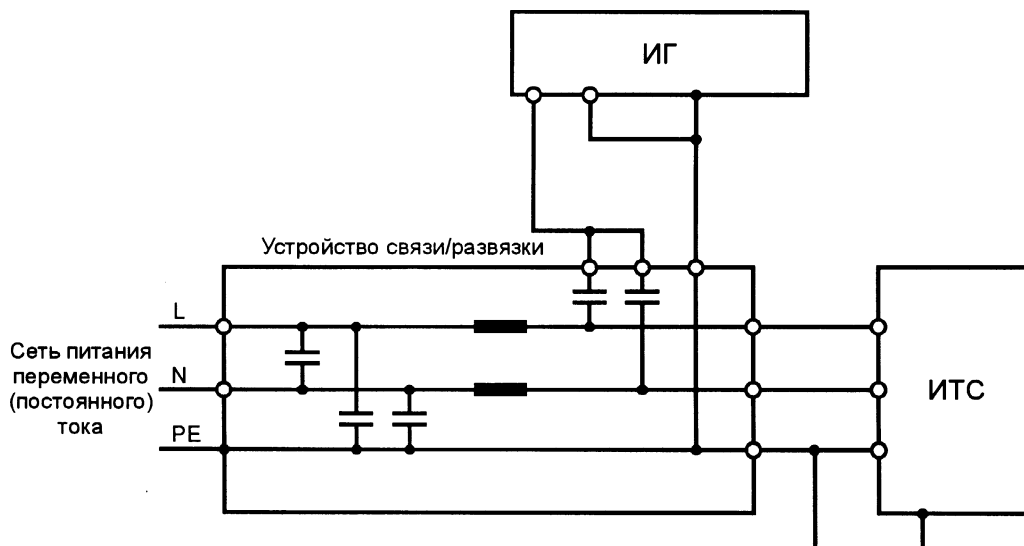 ИГ
Устройство связи/развязки
L
Сеть питания
переменного
(постоянного)
тока
N
PE
ИТС